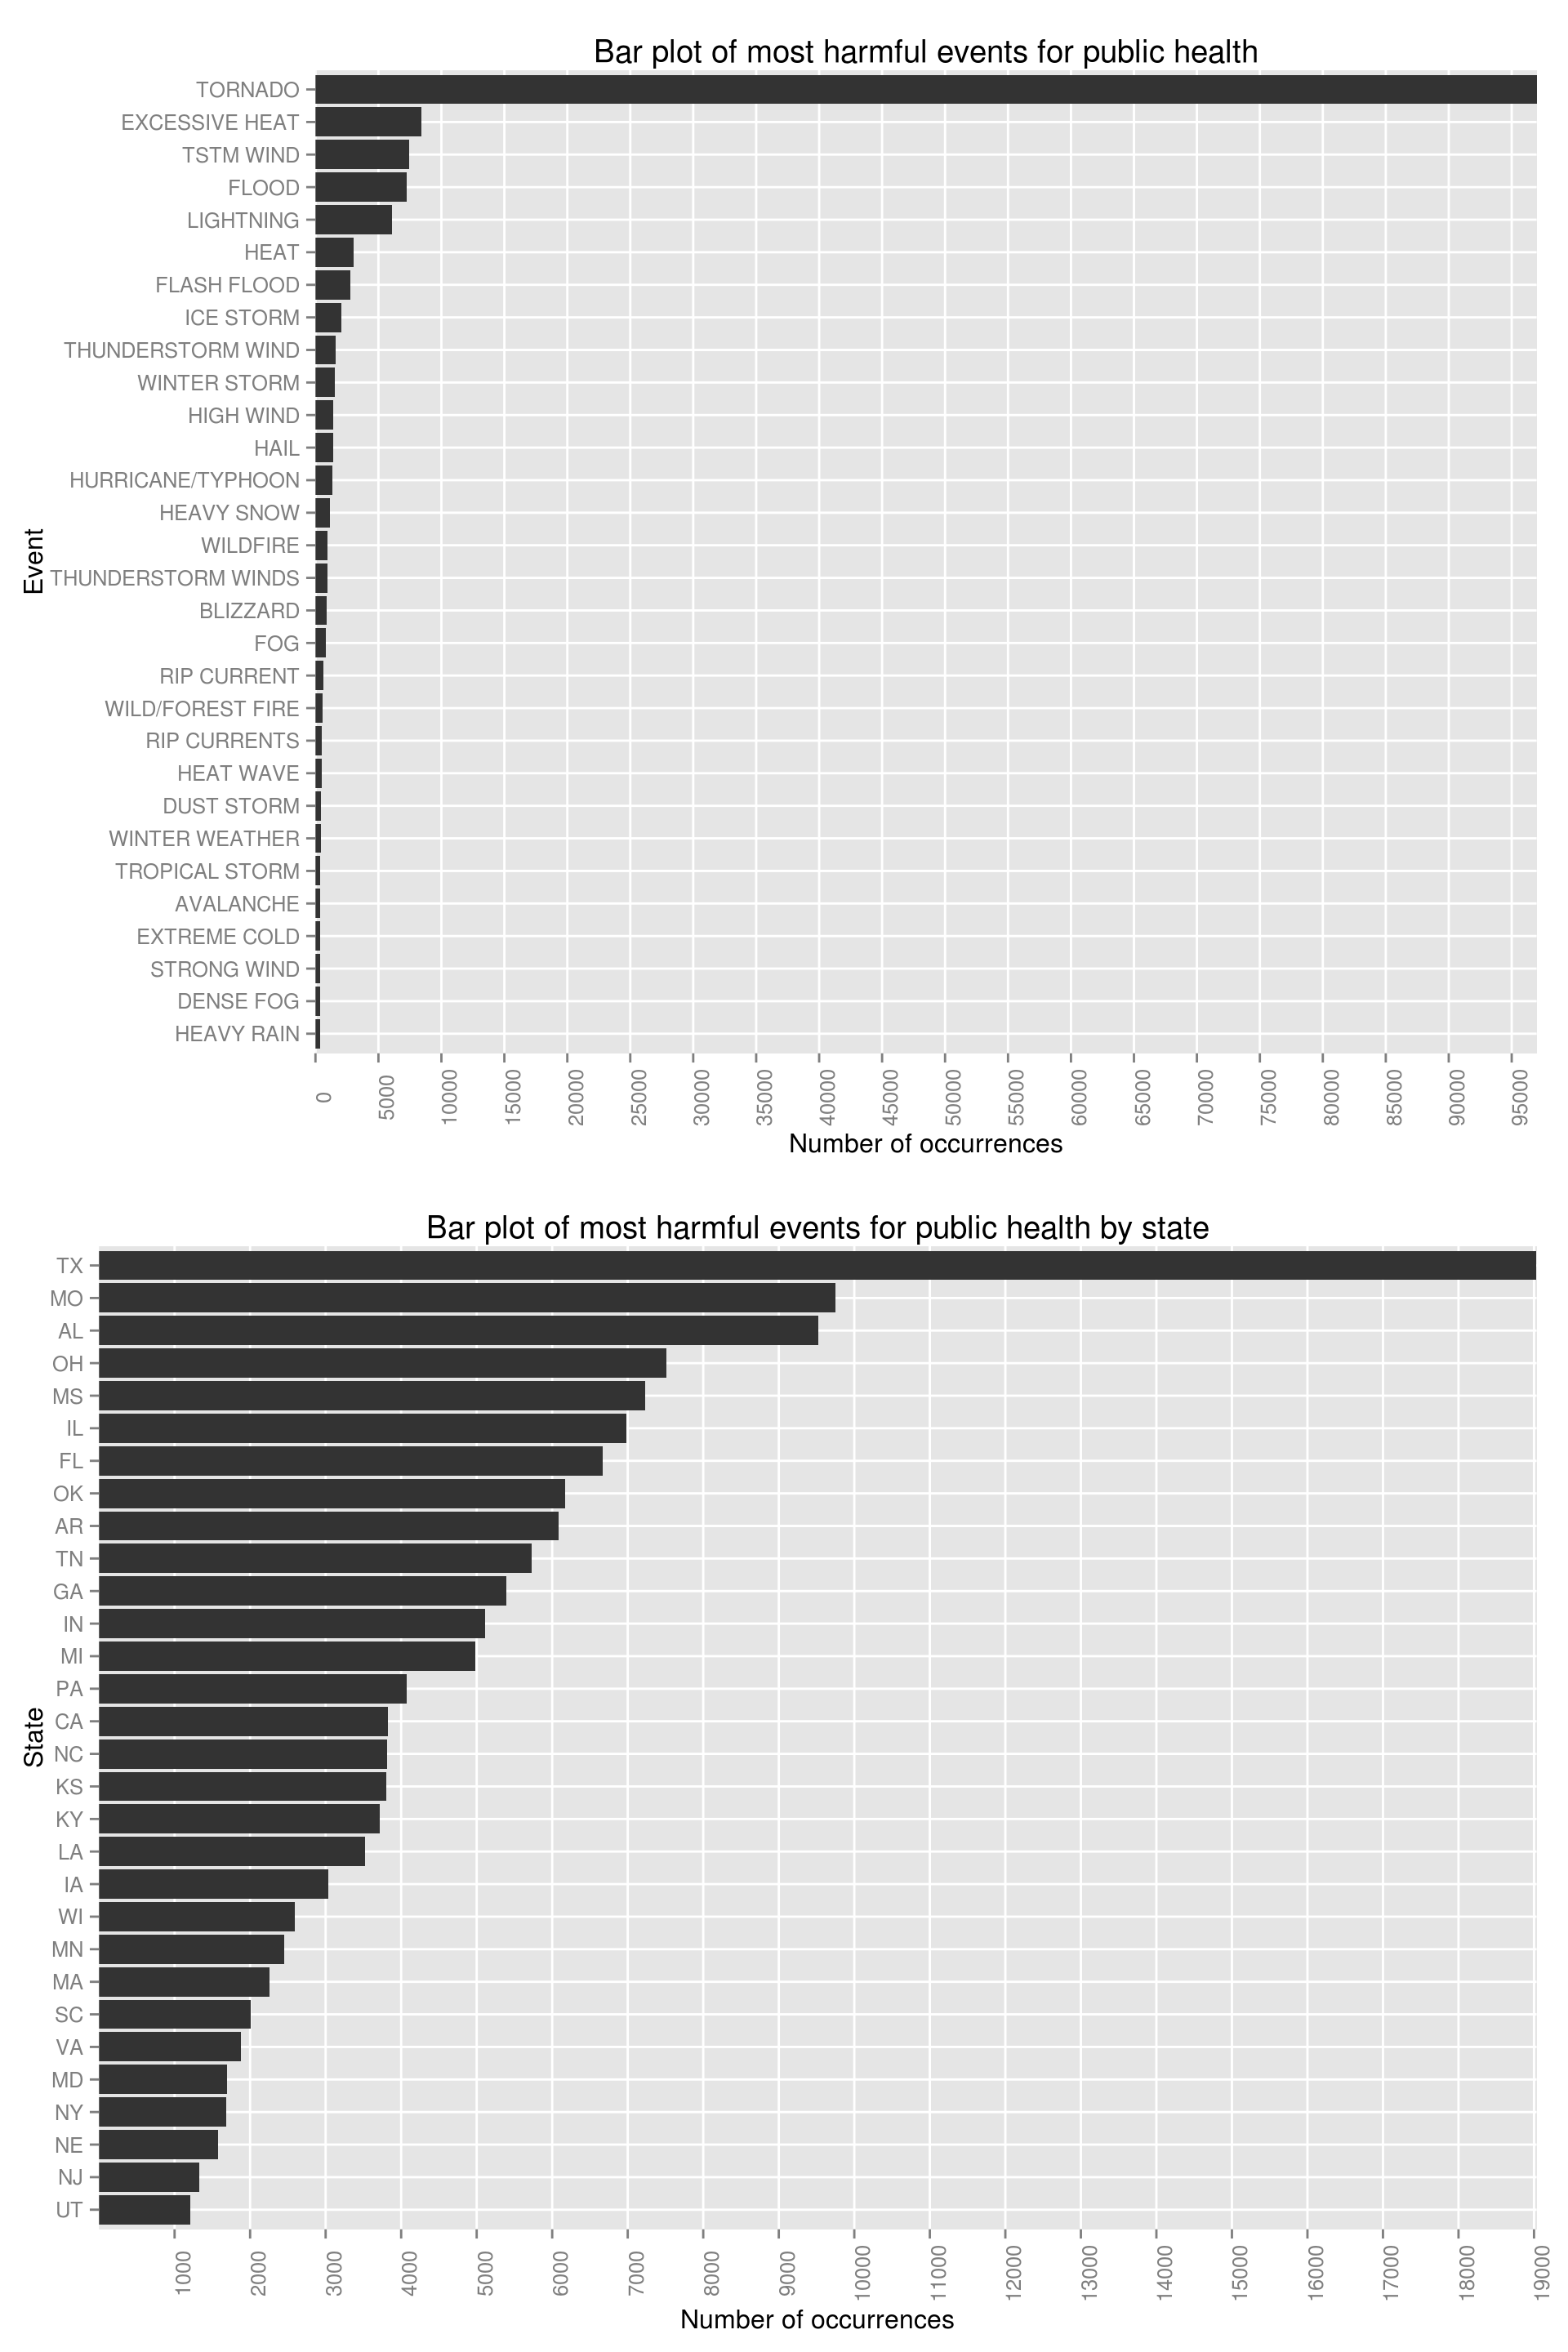 Bar plot of most harmful events for public health
TORNADO
EXCESSIVE HEAT
TSTM WIND
FLOOD
LIGHTNING
HEAT
FLASH FLOOD
ICE STORM
THUNDERSTORM WIND
WINTER STORM
HIGH WIND
HAIL
HURRICANE/TYPHOON
HEAVY SNOW
WILDFIRE
THUNDERSTORM WINDS
BLIZZARD
FOG
RIP CURRENT
WILD/FOREST FIRE
RIP CURRENTS
HEAT WAVE
DUST STORM
WINTER WEATHER
TROPICAL STORM
AVALANCHE
EXTREME COLD
STRONG WIND
DENSE FOG
HEAVY RAIN
Event
0 5000 10000 15000 20000 25000 30000 35000 40000 45000 50000 55000 60000 65000 70000 75000 80000 85000 90000 95000
Number of occurrences
Bar plot of most harmful events for public health by state
TX
MO
AL
OH
MS
IL
FL
OK
AR
TN
GA
IN
MI
PA
CA
NC
KS
KY
LA
IA
WI
MN
MA
SC
VA
MD
NY
NE
NJ
UT
State
1000 2000 3000 4000 5000 6000 7000 8000 9000 10000 11000 12000 13000 14000 15000 16000 17000 18000 19000
Number of occurrences